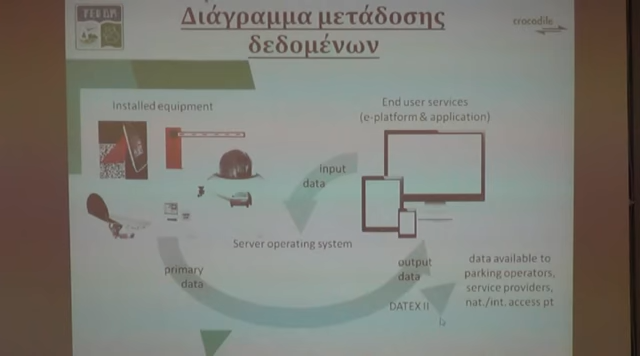 Διάγραμμα μετάδοσης
δεδομένων
crocodile
Installed equipment
End user services
(e-platform & application)
input
data
Server operating system
primary
data
output
data
DATEX II
data available to
parking operators,
service providers,
nat./int. access pt